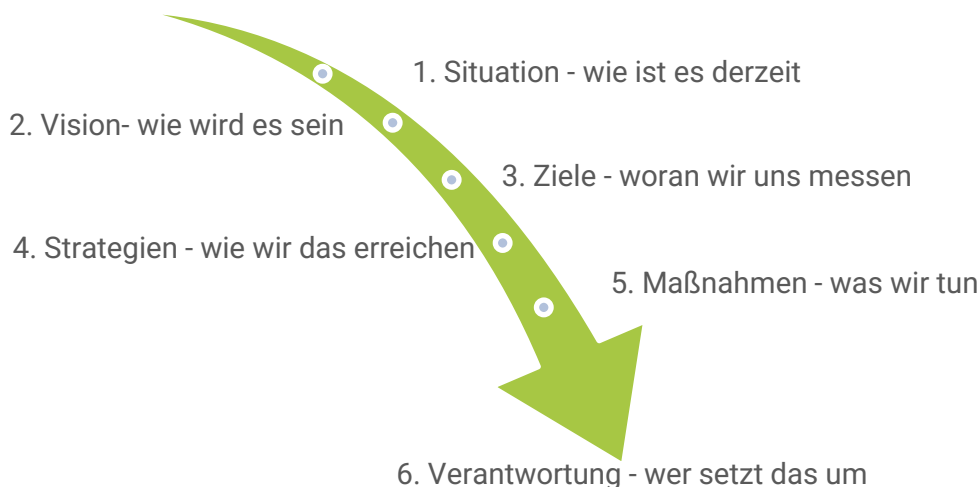 1. Situation - wie ist es derzeit
2. Vision- wie wird es sein
3. Ziele - woran wir uns messen
4. Strategien - wie wir das erreichen
5. Maßnahmen - was wir tun
6. Verantwortung - wer setzt das um